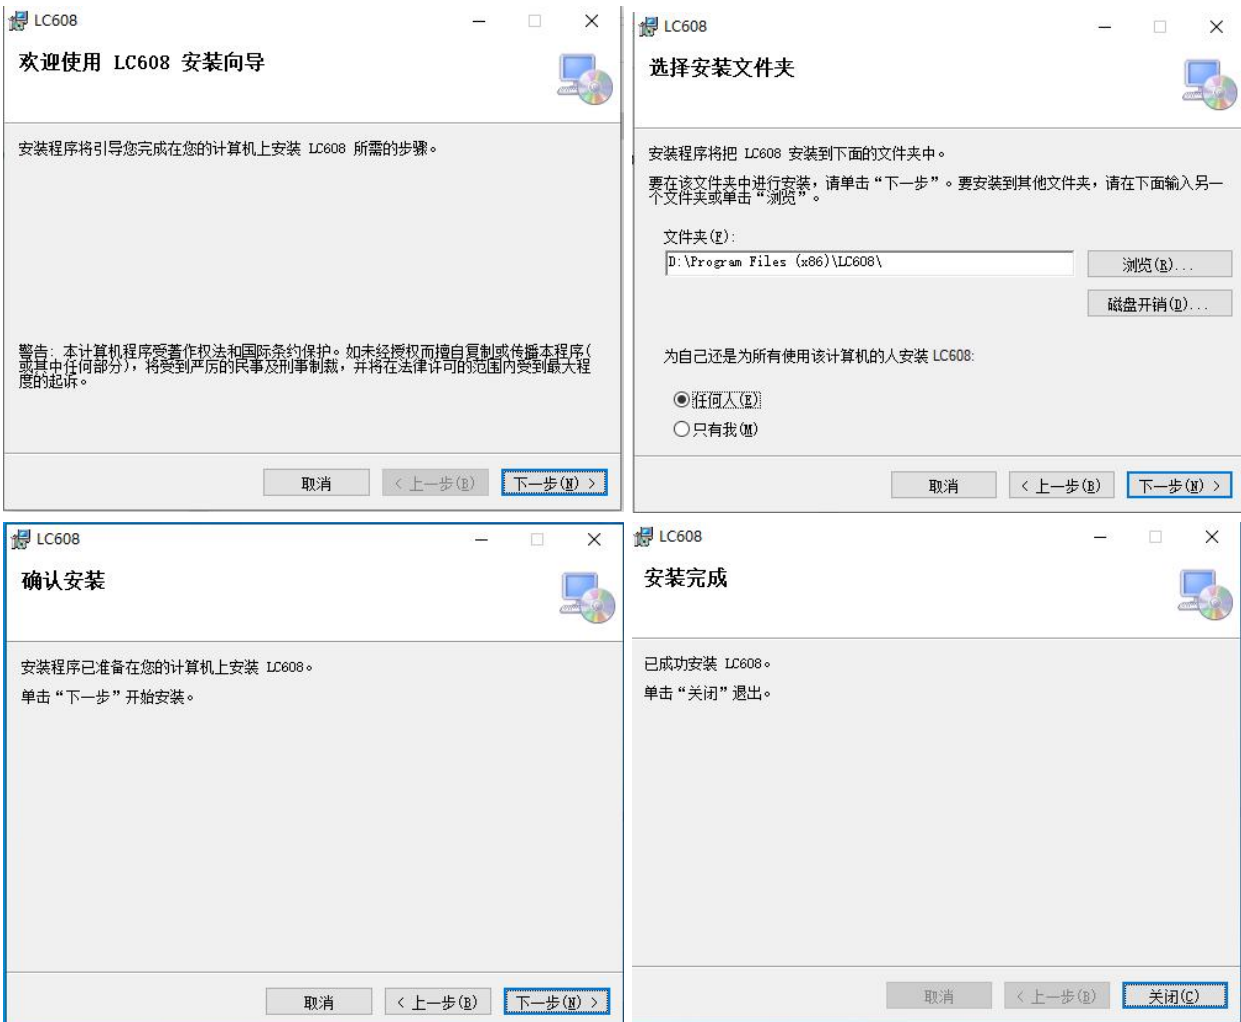 LC608
欢迎使用 LC608 安装向导
安装程序将引导您完成在您的计算机上安装 LC608 所需的步骤。
警告: 本计算机程序受著作权法和国际条约保护。如未经授权而擅自复制或传播本程序(
或其中任何部分), 将受到严厉的民事及刑事制裁, 并将在法律许可的范围内受到最大程
度的起诉。
取消
< 上一步(B)
下一步(N) >
LC608
选择安装文件夹
安装程序将把 LC608 安装到下面的文件夹中。
要在该文件夹中进行安装, 请单击“下一步”。要安装到其他文件夹, 请在下面输入另一
个文件夹或单击“浏览”。
文件夹(F):
D:\Program Files (x86)\LC608\
浏览(R)...
磁盘开销(D)...
为自己还是为所有使用该计算机的人安装 LC608:
任何人(E)
只有我(M)
取消
< 上一步(B)
下一步(N) >
LC608
确认安装
安装程序已准备在您的计算机上安装 LC608。
单击“下一步”开始安装。
取消
< 上一步(B)
下一步(N) >
LC608
安装完成
已成功安装 LC608。
单击“关闭”退出。
取消
< 上一步(B)
关闭(C)